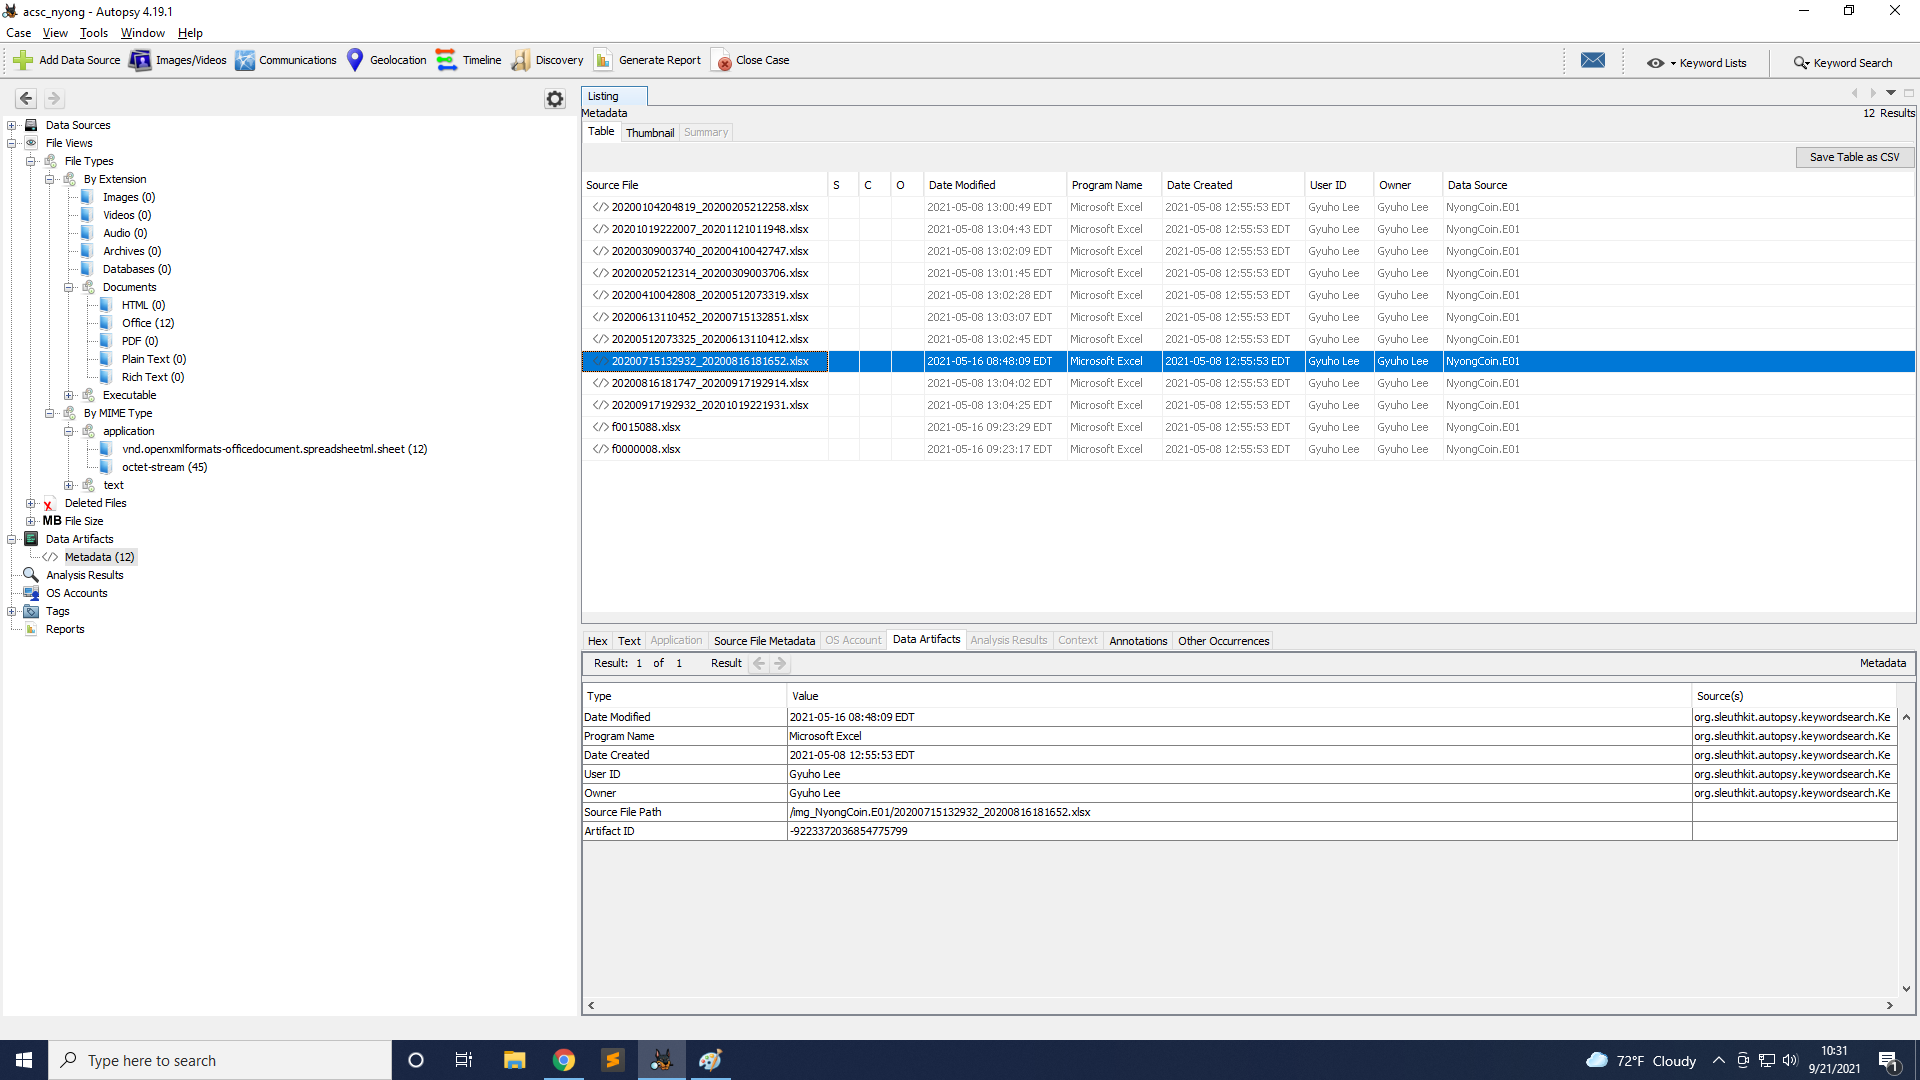 acsc_nyong - Autopsy 4.19.1
Case View Tools Window Help
Add Data Source Images/Videos Communications Geolocation Timeline Discovery Generate Report Close Case Keyword Lists Keyword Search
Data Sources
File Views
File Types
By Extension
Images (0)
Videos (0)
Audio (0)
Archives (0)
Databases (0)
Documents
HTML (0)
Office (12)
PDF (0)
Plain Text (0)
Rich Text (0)
Executable
By MIME Type
application
vnd.openxmlformats-officedocument.spreadsheetml.sheet (12)
octet-stream (45)
text
Deleted Files
MB File Size
Data Artifacts
Metadata (12)
Analysis Results
OS Accounts
Tags
Reports
Listing
Metadata 12 Results
Table Thumbnail Summary
Save Table as CSV
Source File S C O Date Modified Program Name Date Created User ID Owner Data Source
20200104204819_20200205212258.xlsx 2021-05-08 13:00:49 EDT Microsoft Excel 2021-05-08 12:55:53 EDT Gyuho Lee Gyuho Lee NyongCoin.E01
20201019222007_20201121011948.xlsx 2021-05-08 13:04:43 EDT Microsoft Excel 2021-05-08 12:55:53 EDT Gyuho Lee Gyuho Lee NyongCoin.E01
20200309003740_20200410042747.xlsx 2021-05-08 13:02:09 EDT Microsoft Excel 2021-05-08 12:55:53 EDT Gyuho Lee Gyuho Lee NyongCoin.E01
20200205212314_20200309003706.xlsx 2021-05-08 13:01:45 EDT Microsoft Excel 2021-05-08 12:55:53 EDT Gyuho Lee Gyuho Lee NyongCoin.E01
20200410042808_20200512073319.xlsx 2021-05-08 13:02:28 EDT Microsoft Excel 2021-05-08 12:55:53 EDT Gyuho Lee Gyuho Lee NyongCoin.E01
20200613110452_20200715132851.xlsx 2021-05-08 13:03:07 EDT Microsoft Excel 2021-05-08 12:55:53 EDT Gyuho Lee Gyuho Lee NyongCoin.E01
20200512073325_20200613110412.xlsx 2021-05-08 13:02:45 EDT Microsoft Excel 2021-05-08 12:55:53 EDT Gyuho Lee Gyuho Lee NyongCoin.E01
20200715132932_20200816181652.xlsx 2021-05-16 08:48:09 EDT Microsoft Excel 2021-05-08 12:55:53 EDT Gyuho Lee Gyuho Lee NyongCoin.E01
20200816181747_20200917192914.xlsx 2021-05-08 13:04:02 EDT Microsoft Excel 2021-05-08 12:55:53 EDT Gyuho Lee Gyuho Lee NyongCoin.E01
20200917192932_20201019221931.xlsx 2021-05-08 13:04:25 EDT Microsoft Excel 2021-05-08 12:55:53 EDT Gyuho Lee Gyuho Lee NyongCoin.E01
f0015088.xlsx 2021-05-16 09:23:29 EDT Microsoft Excel 2021-05-08 12:55:53 EDT Gyuho Lee Gyuho Lee NyongCoin.E01
f0000008.xlsx 2021-05-16 09:23:17 EDT Microsoft Excel 2021-05-08 12:55:53 EDT Gyuho Lee Gyuho Lee NyongCoin.E01
Hex Text Application Source File Metadata OS Account Data Artifacts Analysis Results Context Annotations Other Occurrences
Result: 1 of 1 Result Metadata
Type Value Source(s)
Date Modified 2021-05-16 08:48:09 EDT org.sleuthkit.autopsy.keywordsearch.Ke
Program Name Microsoft Excel org.sleuthkit.autopsy.keywordsearch.Ke
Date Created 2021-05-08 12:55:53 EDT org.sleuthkit.autopsy.keywordsearch.Ke
User ID Gyuho Lee org.sleuthkit.autopsy.keywordsearch.Ke
Owner Gyuho Lee org.sleuthkit.autopsy.keywordsearch.Ke
Source File Path /img_NyongCoin.E01/20200715132932_20200816181652.xlsx
Artifact ID -9223372036854775799
Type here to search
72°F Cloudy
10:31
9/21/2021
1